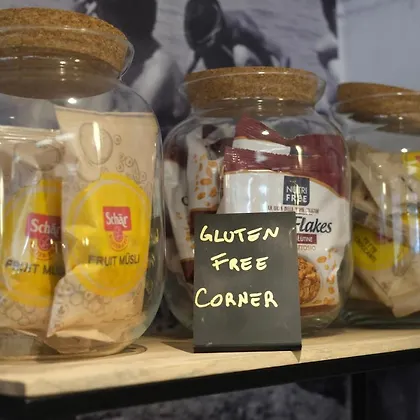 Schär
FRUIT MÜSLI
Schär
FRUIT MÜSLI
NUTRI
FREE
Flakes
GLUTEN
FREE
CORNER